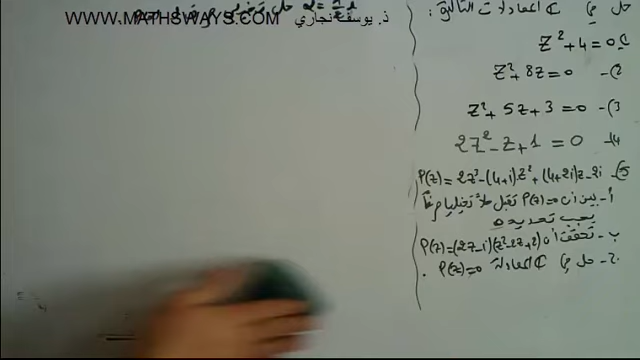 WWW.MATHSWAYS.COM ذ. يوسف نجاري
حل في ℂ المعادلات التالية:
Z² + 4 = 0
Z² + 8Z = 0 -(2
Z² + 5Z + 3 = 0 -(3
2Z² - Z + 1 = 0 -(4
P(Z) = 2Z³ - (4+i)Z² + (4+2i)Z - 2i -(5
أ - بين أن P(Z)=0 تقبل حلا تخيليا صرفا
يجب تحديده
ب - تحقق أن P(Z) = (2Z-i)(Z²-2Z+2)
ج - حل في ℂ المعادلة P(Z)=0.